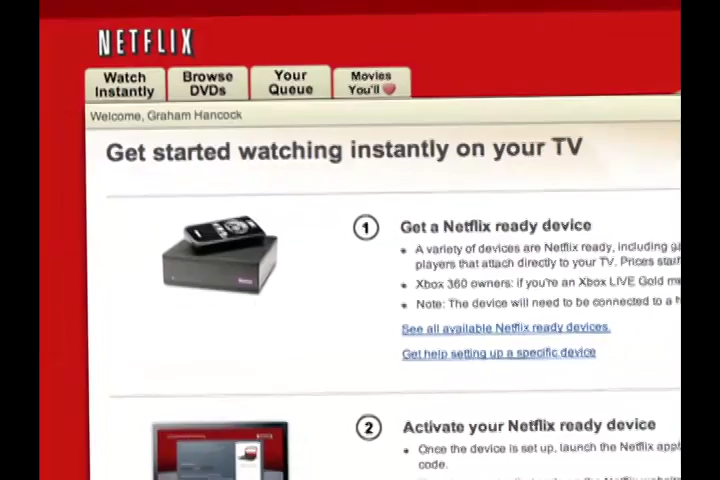 NETFLIX
Watch Instantly
Browse DVDs
Your Queue
Movies You'll
Welcome, Graham Hancock
Get started watching instantly on your TV
1 Get a Netflix ready device
A variety of devices are Netflix ready, including
players that attach directly to your TV. Prices
Xbox 360 owners: if you're an Xbox LIVE Gold
Note: The device will need to be connected to a
See all available Netflix ready devices.
Get help setting up a specific device
2 Activate your Netflix ready device
Once the device is set up, launch the Netflix
code.